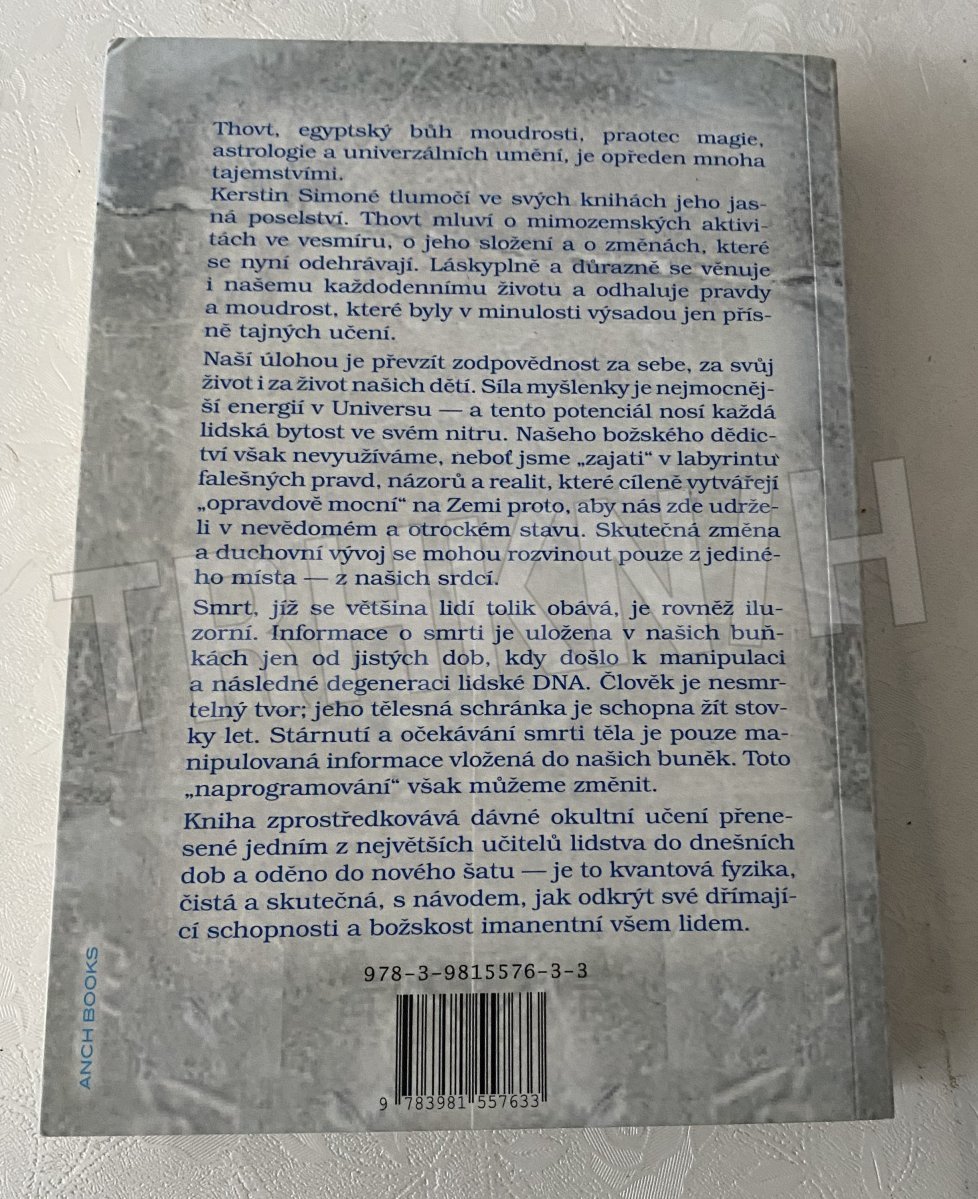 Thovt, egyptský bůh moudrosti, praotec magie,
astrologie a univerzálních umění, je opředen mnoha
tajemstvími.
Kerstin Simoné tlumočí ve svých knihách jeho jas-
ná poselství. Thovt mluví o mimozemských aktivi-
tách ve vesmíru, o jeho složení a o změnách, které
se nyní odehrávají. Láskyplně a důrazně se věnuje
i našemu každodennímu životu a odhaluje pravdy
a moudrost, které byly v minulosti výsadou jen přís-
ně tajných učení.
Naší úlohou je převzít zodpovědnost za sebe, za svůj
život i za život našich dětí. Síla myšlenky je nejmocněj-
ší energií v Universu — a tento potenciál nosí každá
lidská bytost ve svém nitru. Našeho božského dědic-
tví však nevyužíváme, neboť jsme „zajati“ v labyrintu
falešných pravd, názorů a realit, které cíleně vytvářejí
„opravdově mocní“ na Zemi proto, aby nás zde udrže-
li v nevědomém a otrockém stavu. Skutečná změna
a duchovní vývoj se mohou rozvinout pouze z jediné-
ho místa — z našich srdcí.
Smrt, jíž se většina lidí tolik obává, je rovněž ilu-
zorní. Informace o smrti je uložena v našich buň-
kách jen od jistých dob, kdy došlo k manipulaci
a následné degeneraci lidské DNA. Člověk je nesmr-
telný tvor; jeho tělesná schránka je schopna žít stov-
ky let. Stárnutí a očekávání smrti těla je pouze ma-
nipulovaná informace vložená do našich buněk. Toto
„naprogramování“ však můžeme změnit.
Kniha zprostředkovává dávné okultní učení přene-
sené jedním z největších učitelů lidstva do dnešních
dob a oděno do nového šatu — je to kvantová fyzika,
čistá a skutečná, s návodem, jak odkrýt své dřímají-
cí schopnosti a božskost imanentní všem lidem.
978-3-9815576-3-3
9 783981 557633
ANCH BOOKS
TRHKNIH